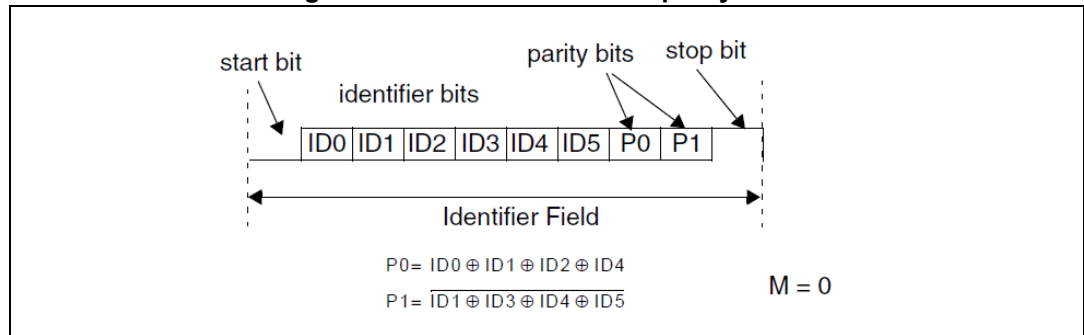 start bit
parity bits
stop bit
identifier bits
ID0 ID1 ID2 ID3 ID4 ID5 P0 P1
Identifier Field
P0= ID0 ⊕ ID1 ⊕ ID2 ⊕ ID4
P1= ID1 ⊕ ID3 ⊕ ID4 ⊕ ID5
M = 0